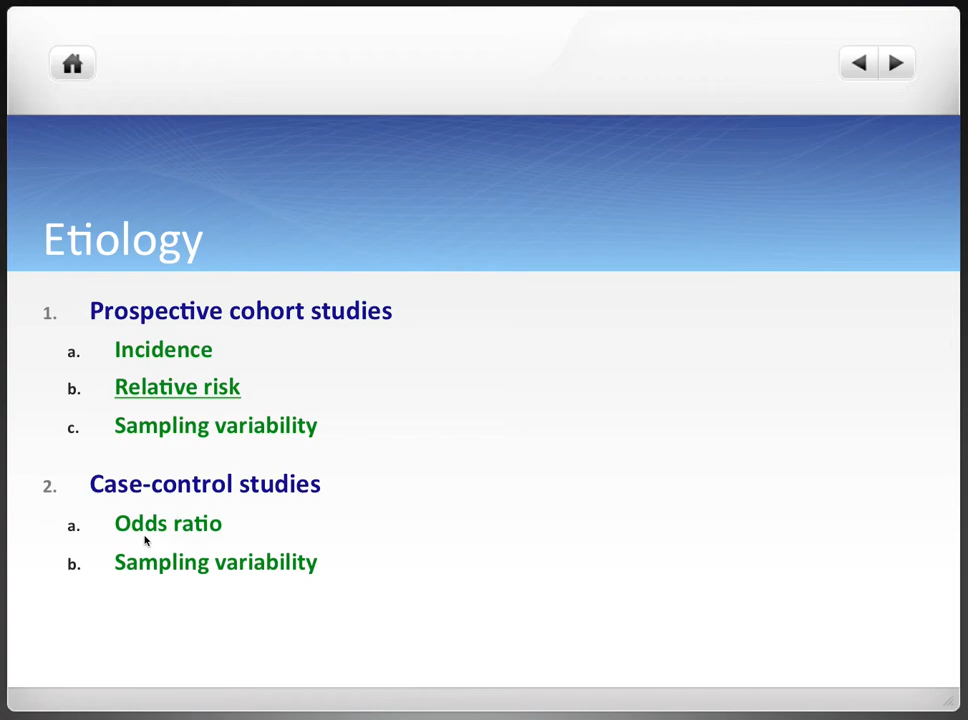 Etiology
1. Prospective cohort studies
a. Incidence
b. Relative risk
c. Sampling variability
2. Case-control studies
a. Odds ratio
b. Sampling variability